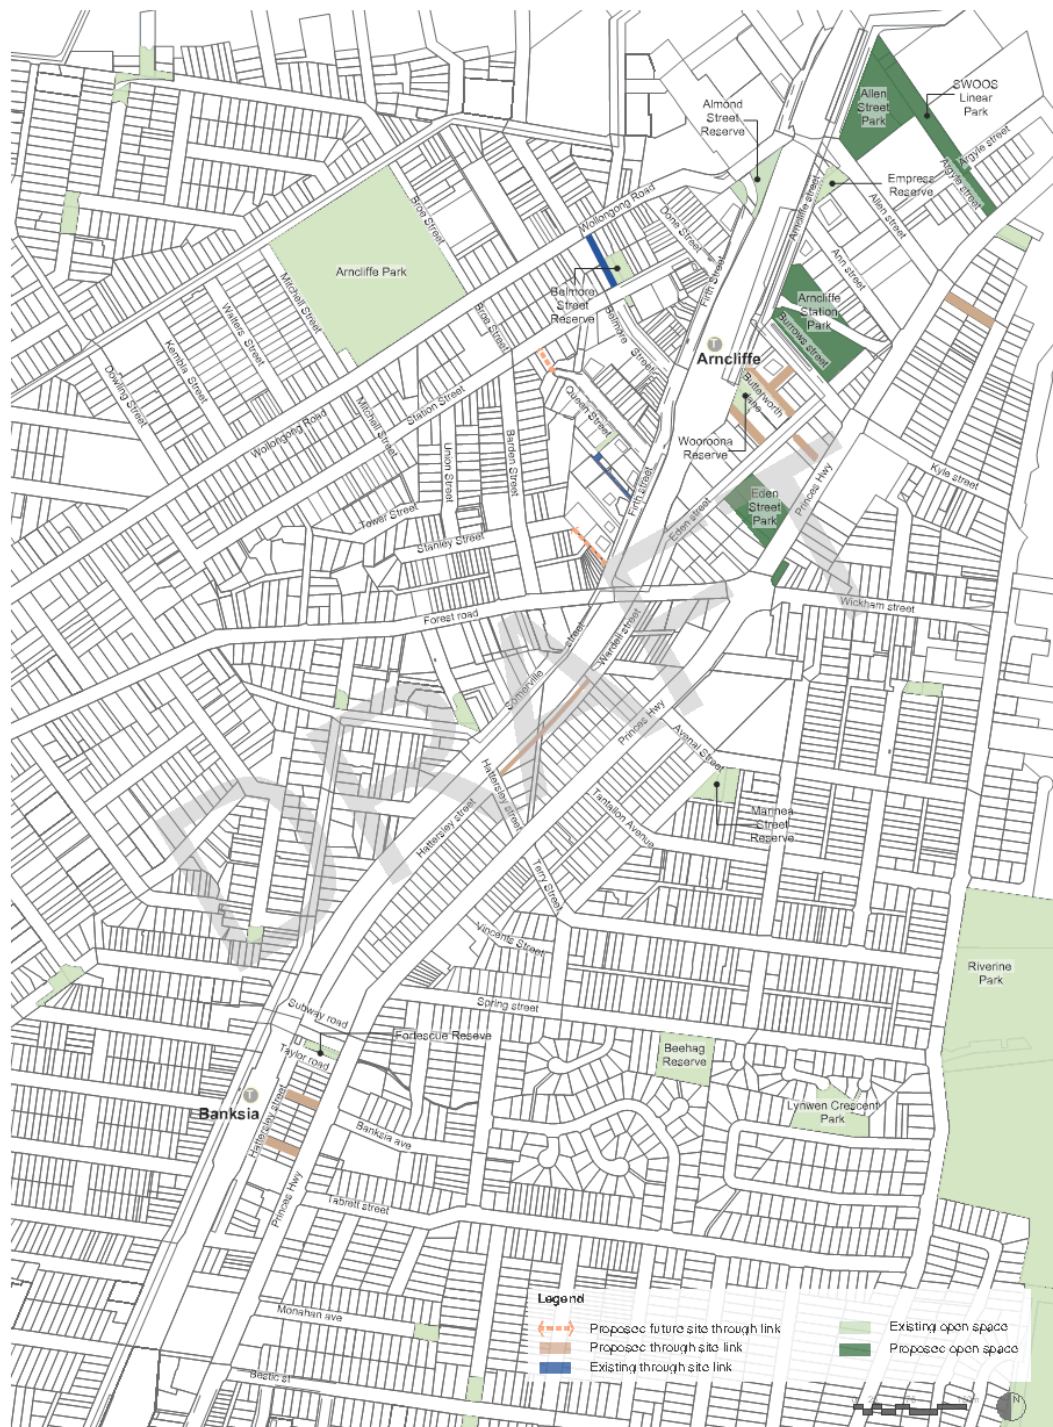 Allen
Street
Park
SWOOS
Linear
Park
Almond
Street
Reserve
Argyle street
Argyle street
Empress
Reserve
Allen street
Arncliffe street
Wollongong Road
Done Street
Broe Street
Ann street
Arncliffe Park
Mitchell Street
Belmore
Street
Reserve
Firth street
Arncliffe
Station
Park
Burrows street
Walters Street
Kembla Street
Dowling Street
Broe Street
Belmore Street
T
Arncliffe
Butterworth lane
Queen Street
Station Street
Mitchell Street
Wollongong Road
Wooroona
Reserve
Union Street
Barden Street
Princes Hwy
Kyle street
Firth street
Eden street
Eden
Street
Park
Tower Street
Stanley Street
Forest road
Wickham street
Somerville street
Wardell street
Princes Hwy
Avenal Street
Hattersley street
Hattersley street
Tantallon Avenue
Marinea
Street
Reserve
Terry Street
Vincents Street
Riverine
Park
Spring street
Subway road
Fortescue Reseve
Taylor road
Beehag
Reserve
T
Banksia
Hattersley street
Banksia ave
Lynwen Crescent
Park
Princes Hwy
Tabrett street
Monahan ave
Bestic st
DRAFT
Legend
Proposed future site through link
Proposed through site link
Existing through site link
Existing open space
Proposed open space
N